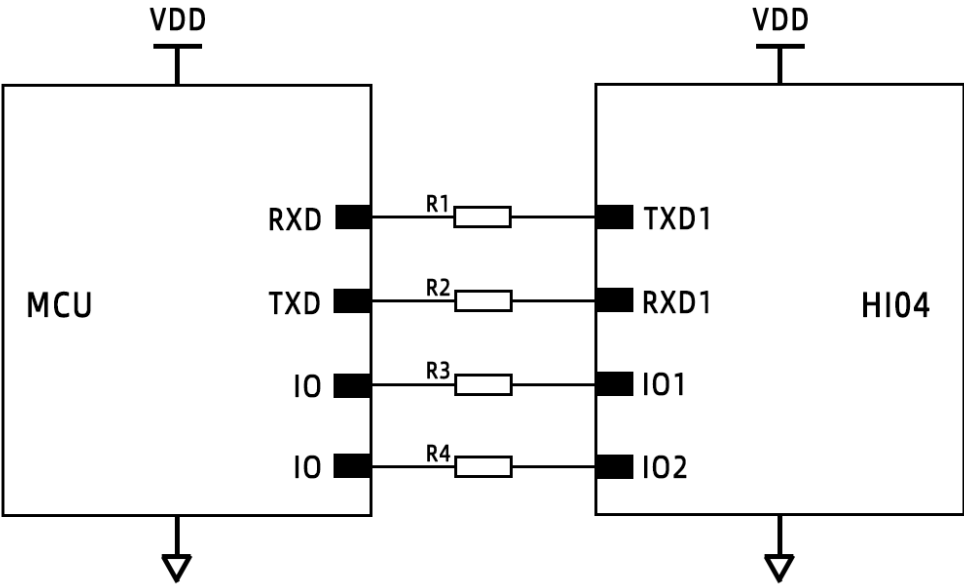 VDD VDD
R1
RXD TXD1
R2
TXD RXD1
MCU HI04
R3
IO IO1
R4
IO IO2